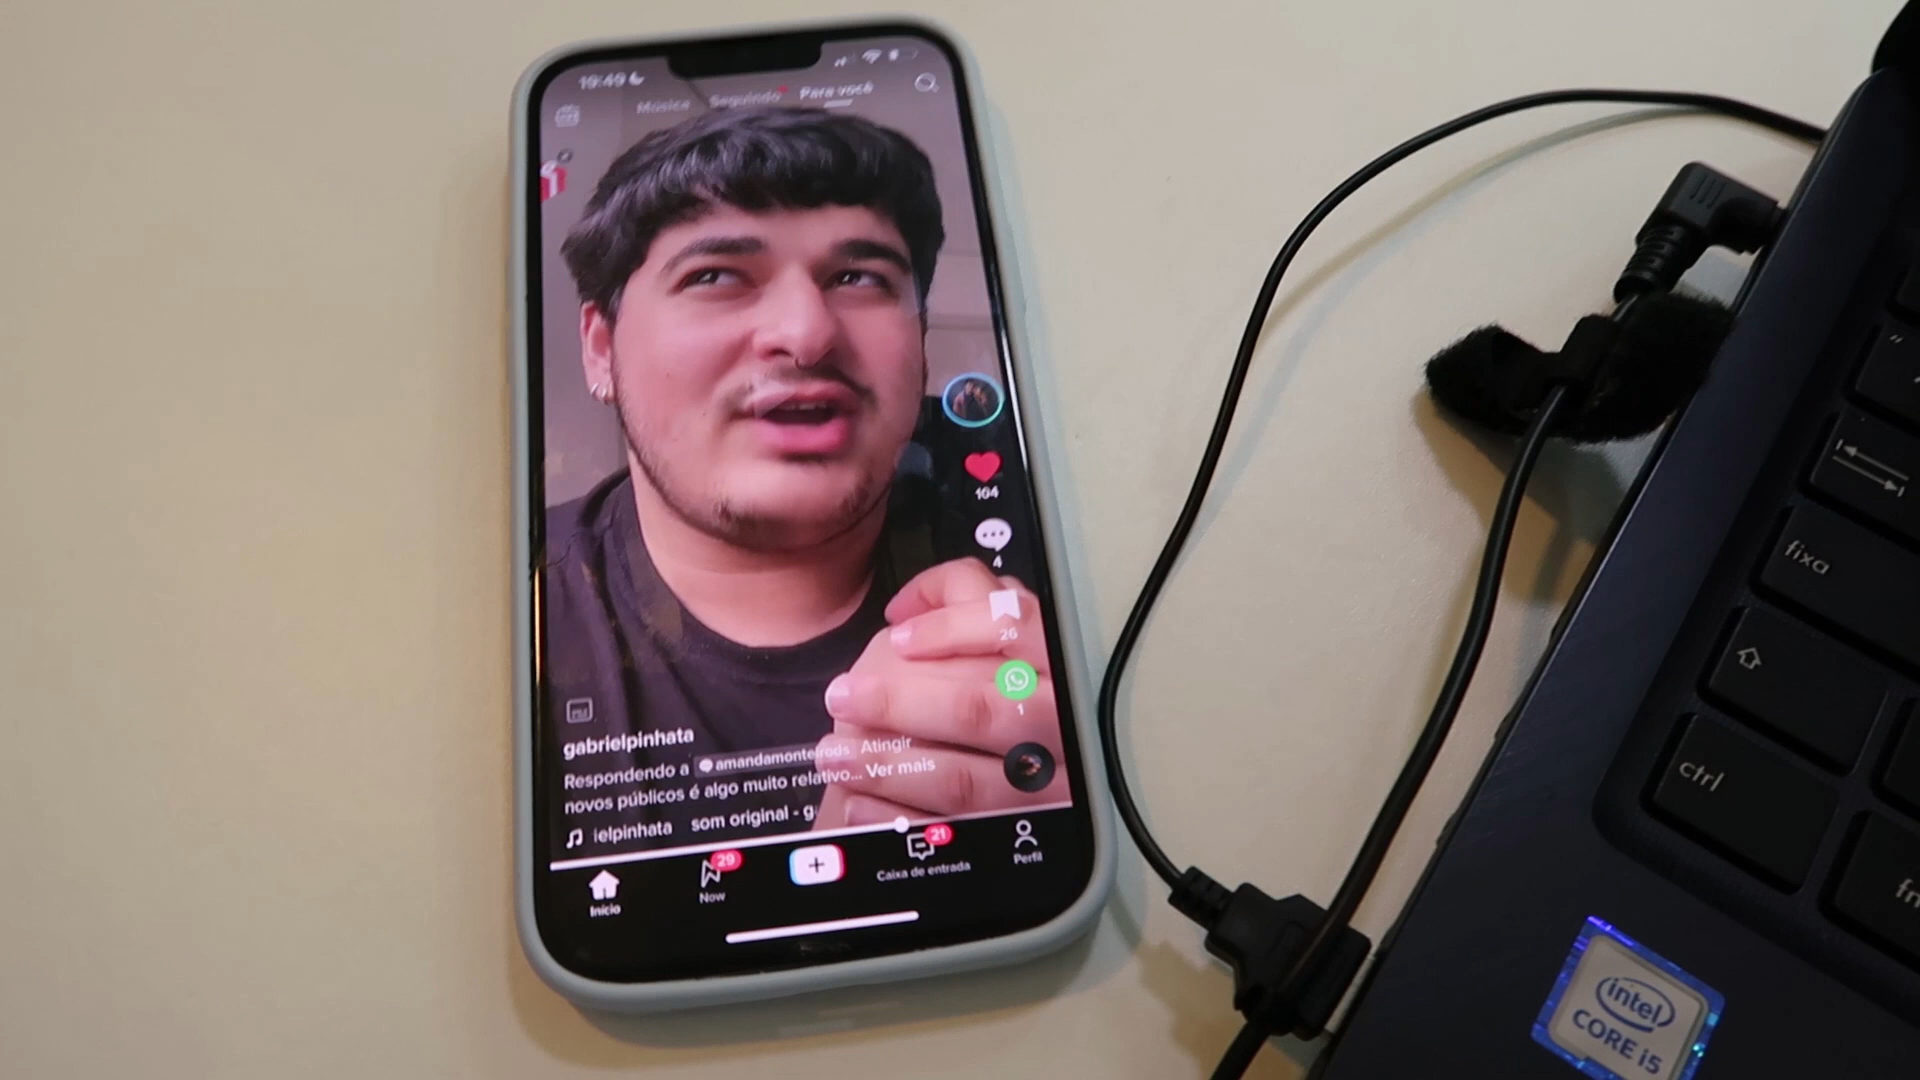 19:49
Música Seguindo Para você
104
4
26
1
gabrielpinhata
Respondendo a amandamonteirods Atingir
novos públicos é algo muito relativo... Ver mais
ielpinhata som original - g
29
21
Início
Now
Caixa de entrada
Perfil
fixa
ctrl
fn
intel
CORE i5